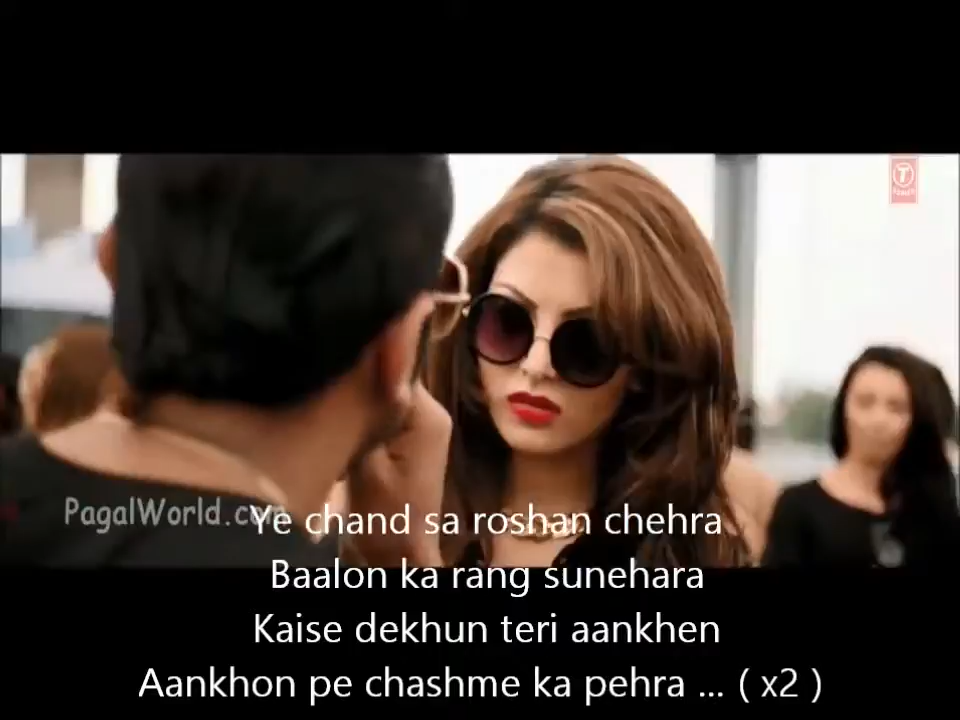 PagalWorld.com
Ye chand sa roshan chehra
Baalon ka rang sunehara
Kaise dekhun teri aankhen
Aankhon pe chashme ka pehra ... ( x2 )